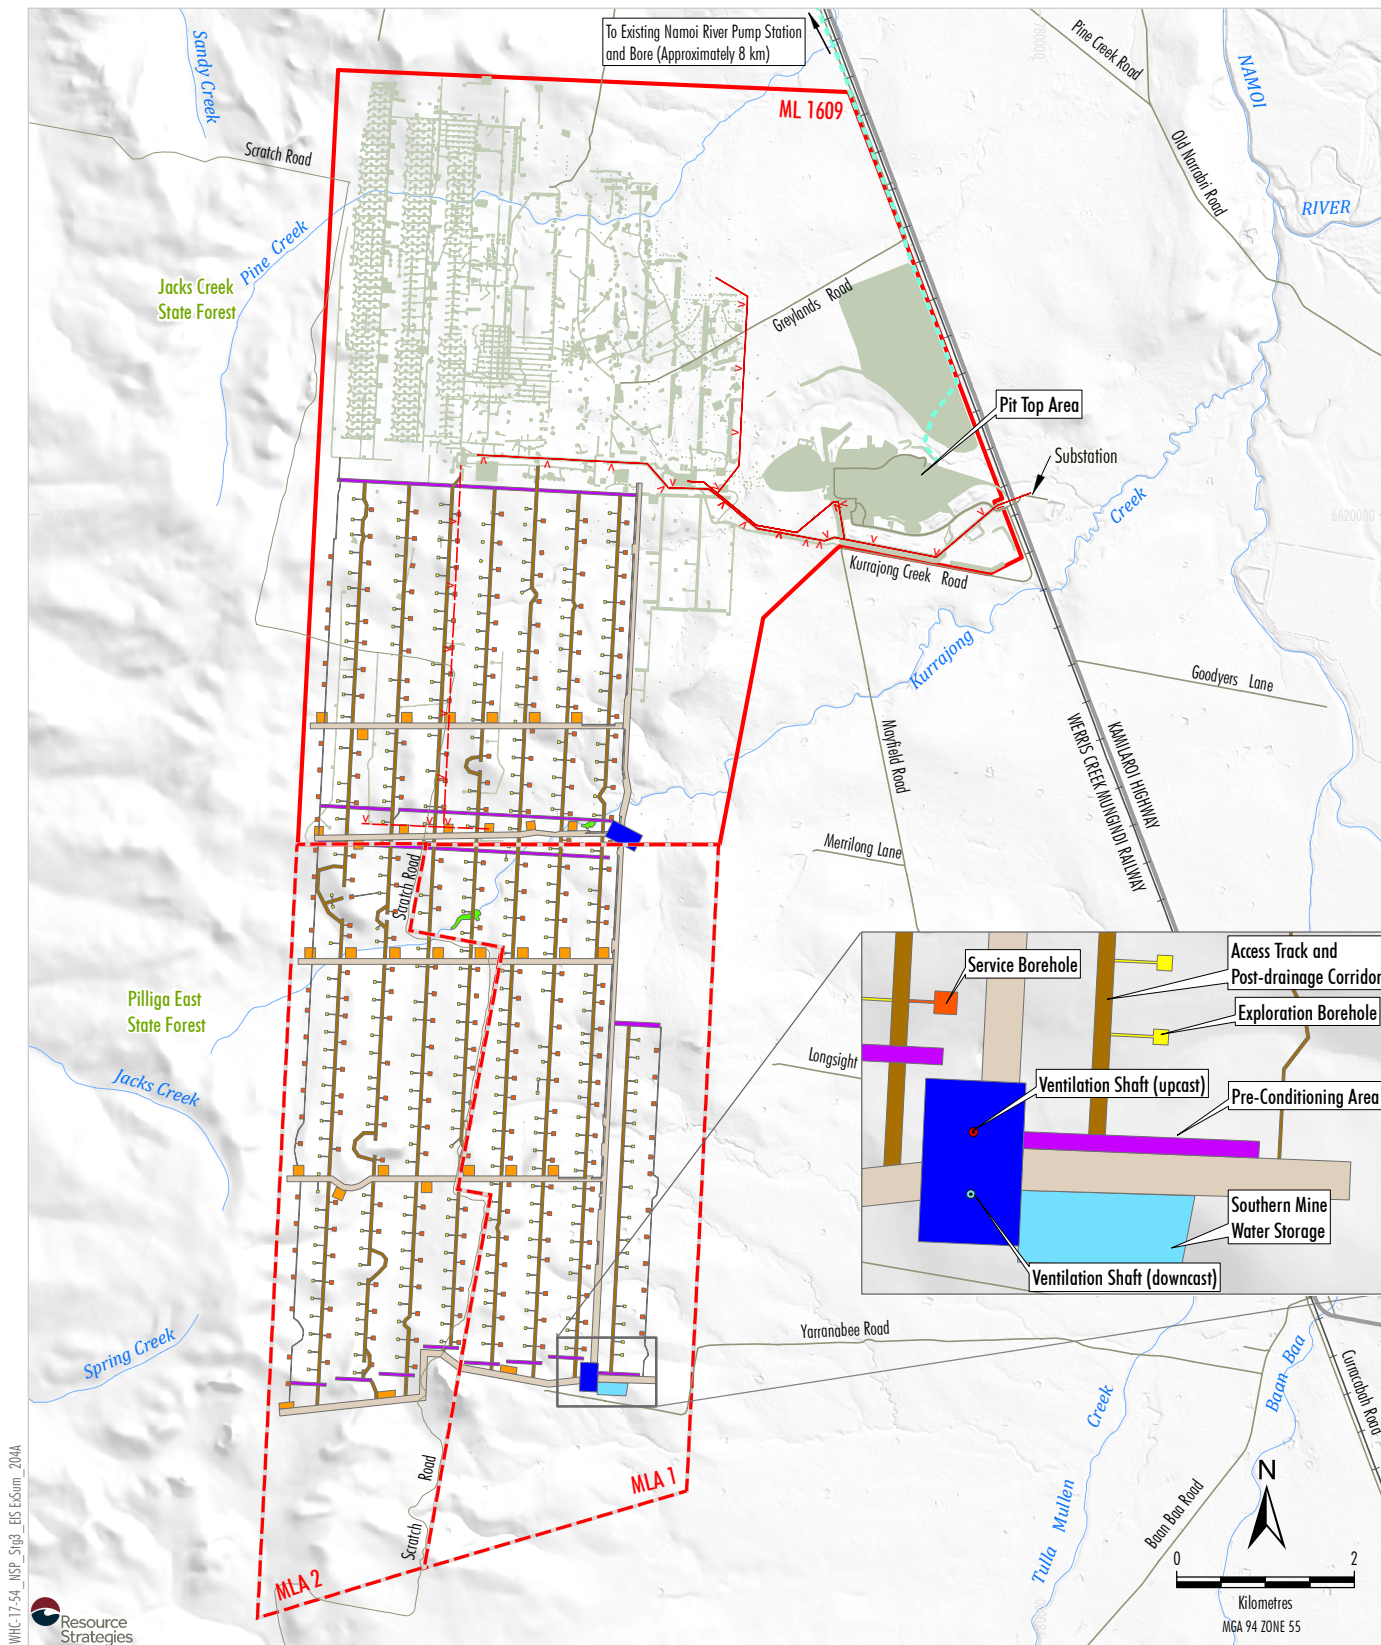 To Existing Namoi River Pump Station
and Bore (Approximately 8 km)
Sandy Creek
Pine Creek Road
NAMOI
ML 1609
Old Narrabri Road
Scratch Road
RIVER
Pine Creek
Jacks Creek
State Forest
Greylands Road
Pit Top Area
Substation
Creek
6620000
Kurrajong Creek Road
Kurrajong
Goodyers Lane
Mayfield Road
KAMILAROI HIGHWAY
WERRIS CREEK MUNGINDI RAILWAY
Merrilong Lane
Scratch Road
Service Borehole
Access Track and
Post-drainage Corridor
Exploration Borehole
Pilliga East
State Forest
Longsight
Jacks Creek
Ventilation Shaft (upcast)
Pre-Conditioning Area
Southern Mine
Water Storage
Ventilation Shaft (downcast)
Yarranabee Road
Spring Creek
Baan Baa
Curracabah Road
Creek
Mullen
Tulla
Baan Baa Road
MLA 1
Road
Scratch
MLA 2
N
0 2
Kilometres
MGA 94 ZONE 55
WHC-17-54_NSP_Stg3_EIS ExSum_204A
Resource
Strategies